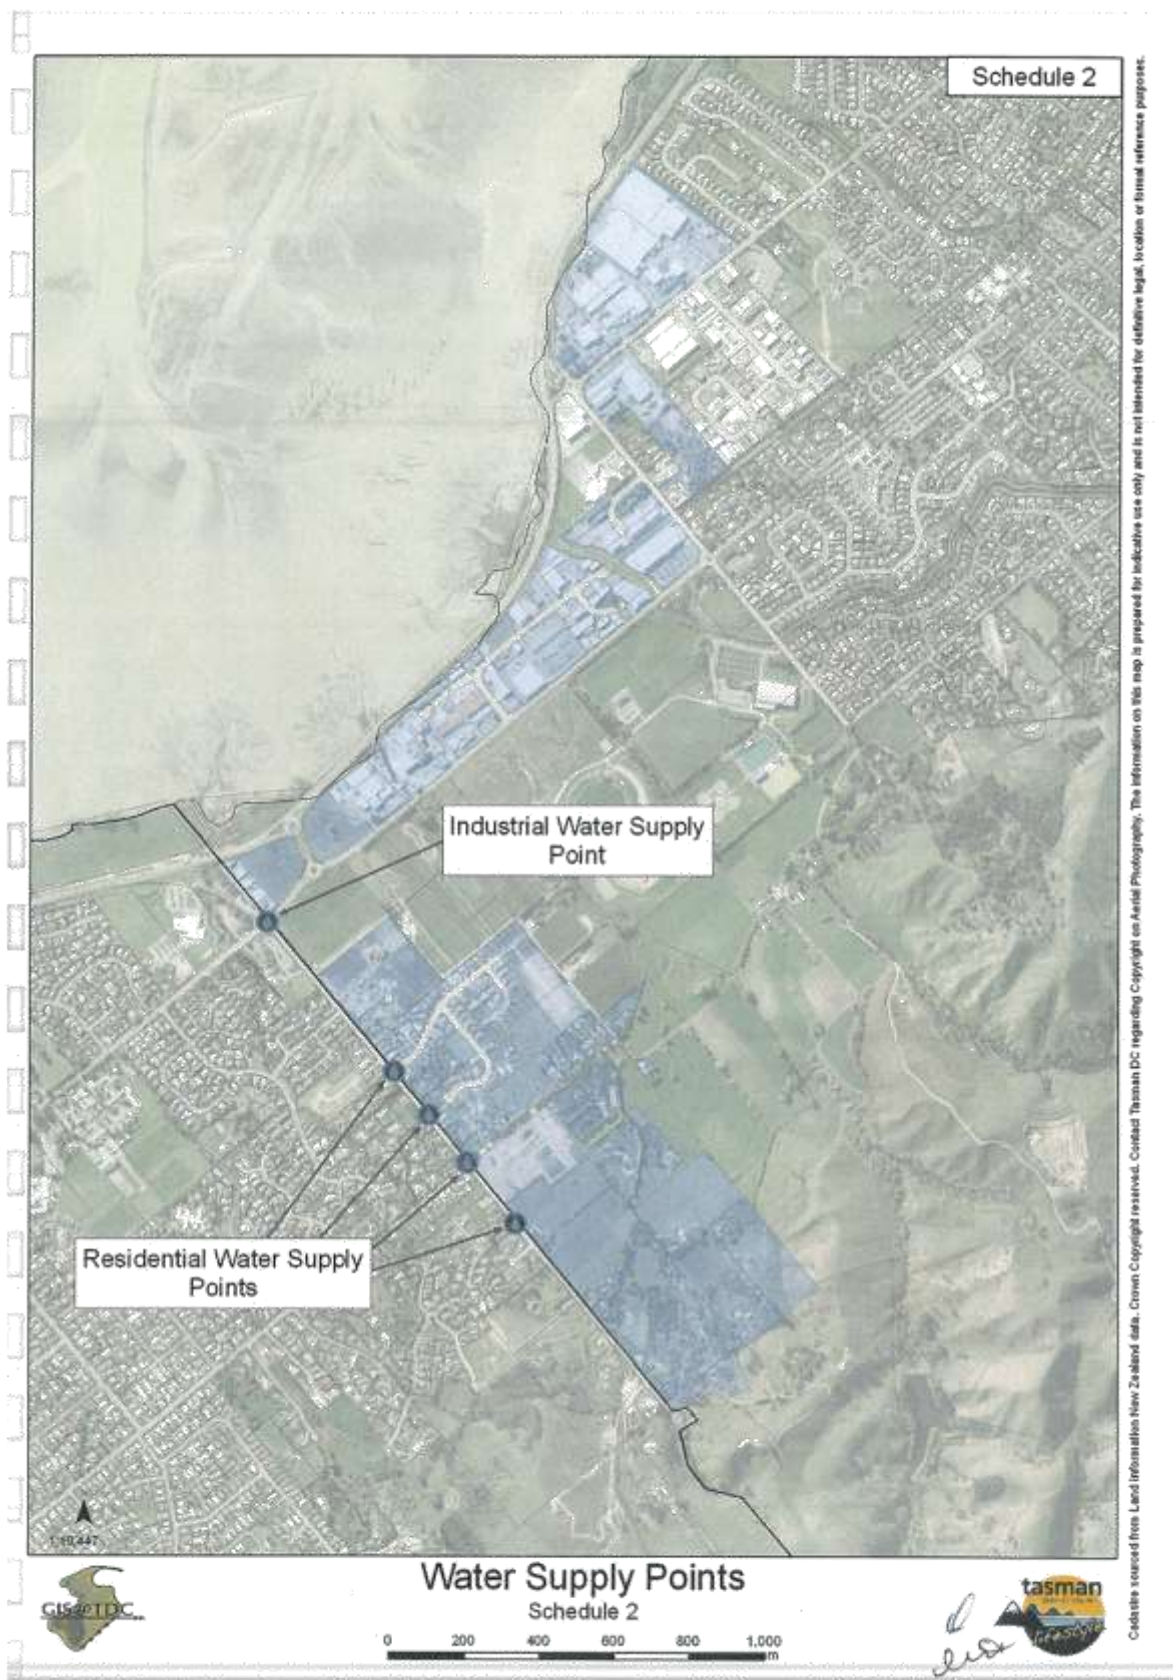 Schedule 2
Industrial Water Supply
Point
Residential Water Supply
Points
Water Supply Points
Schedule 2
0 200 400 600 800 1,000
m
GIS@TDC
tasman
lifestyle
Cadastre sourced from Land Information New Zealand data. Crown Copyright reserved. Contact Tasman DC regarding Copyright on Aerial Photography. The information on this map is prepared for indicative use only and is not intended for definitive legal, location or formal reference purposes.